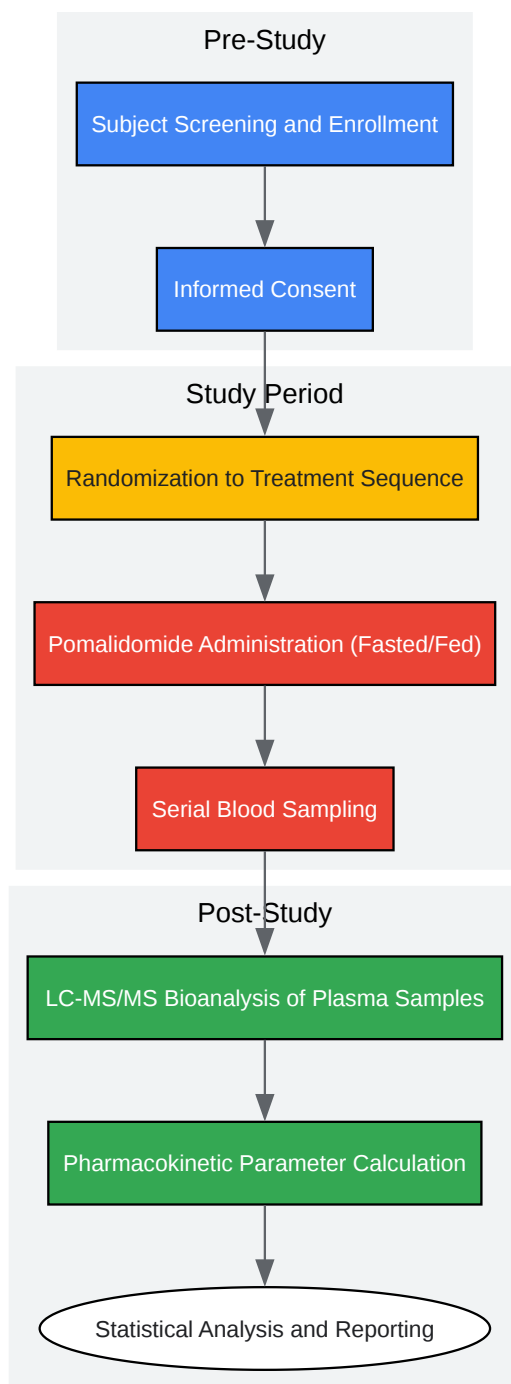 Pre-Study
Subject Screening and Enrollment
Informed Consent
Study Period
Randomization to Treatment Sequence
Pomalidomide Administration (Fasted/Fed)
Serial Blood Sampling
Post-Study
LC-MS/MS Bioanalysis of Plasma Samples
Pharmacokinetic Parameter Calculation
Statistical Analysis and Reporting